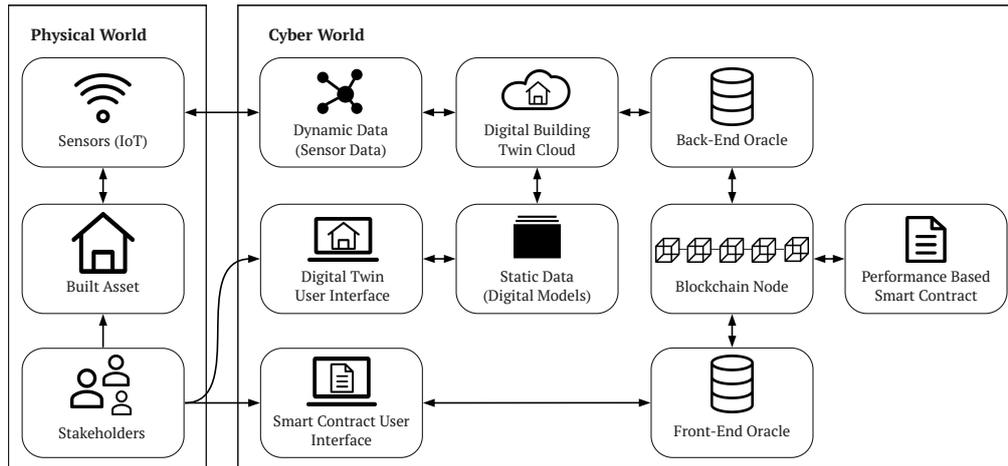 Physical World
Cyber World
Sensors (IoT)
Dynamic Data
(Sensor Data)
Digital Building
Twin Cloud
Back-End Oracle
Built Asset
Digital Twin
User Interface
Static Data
(Digital Models)
Blockchain Node
Performance Based
Smart Contract
Stakeholders
Smart Contract User
Interface
Front-End Oracle